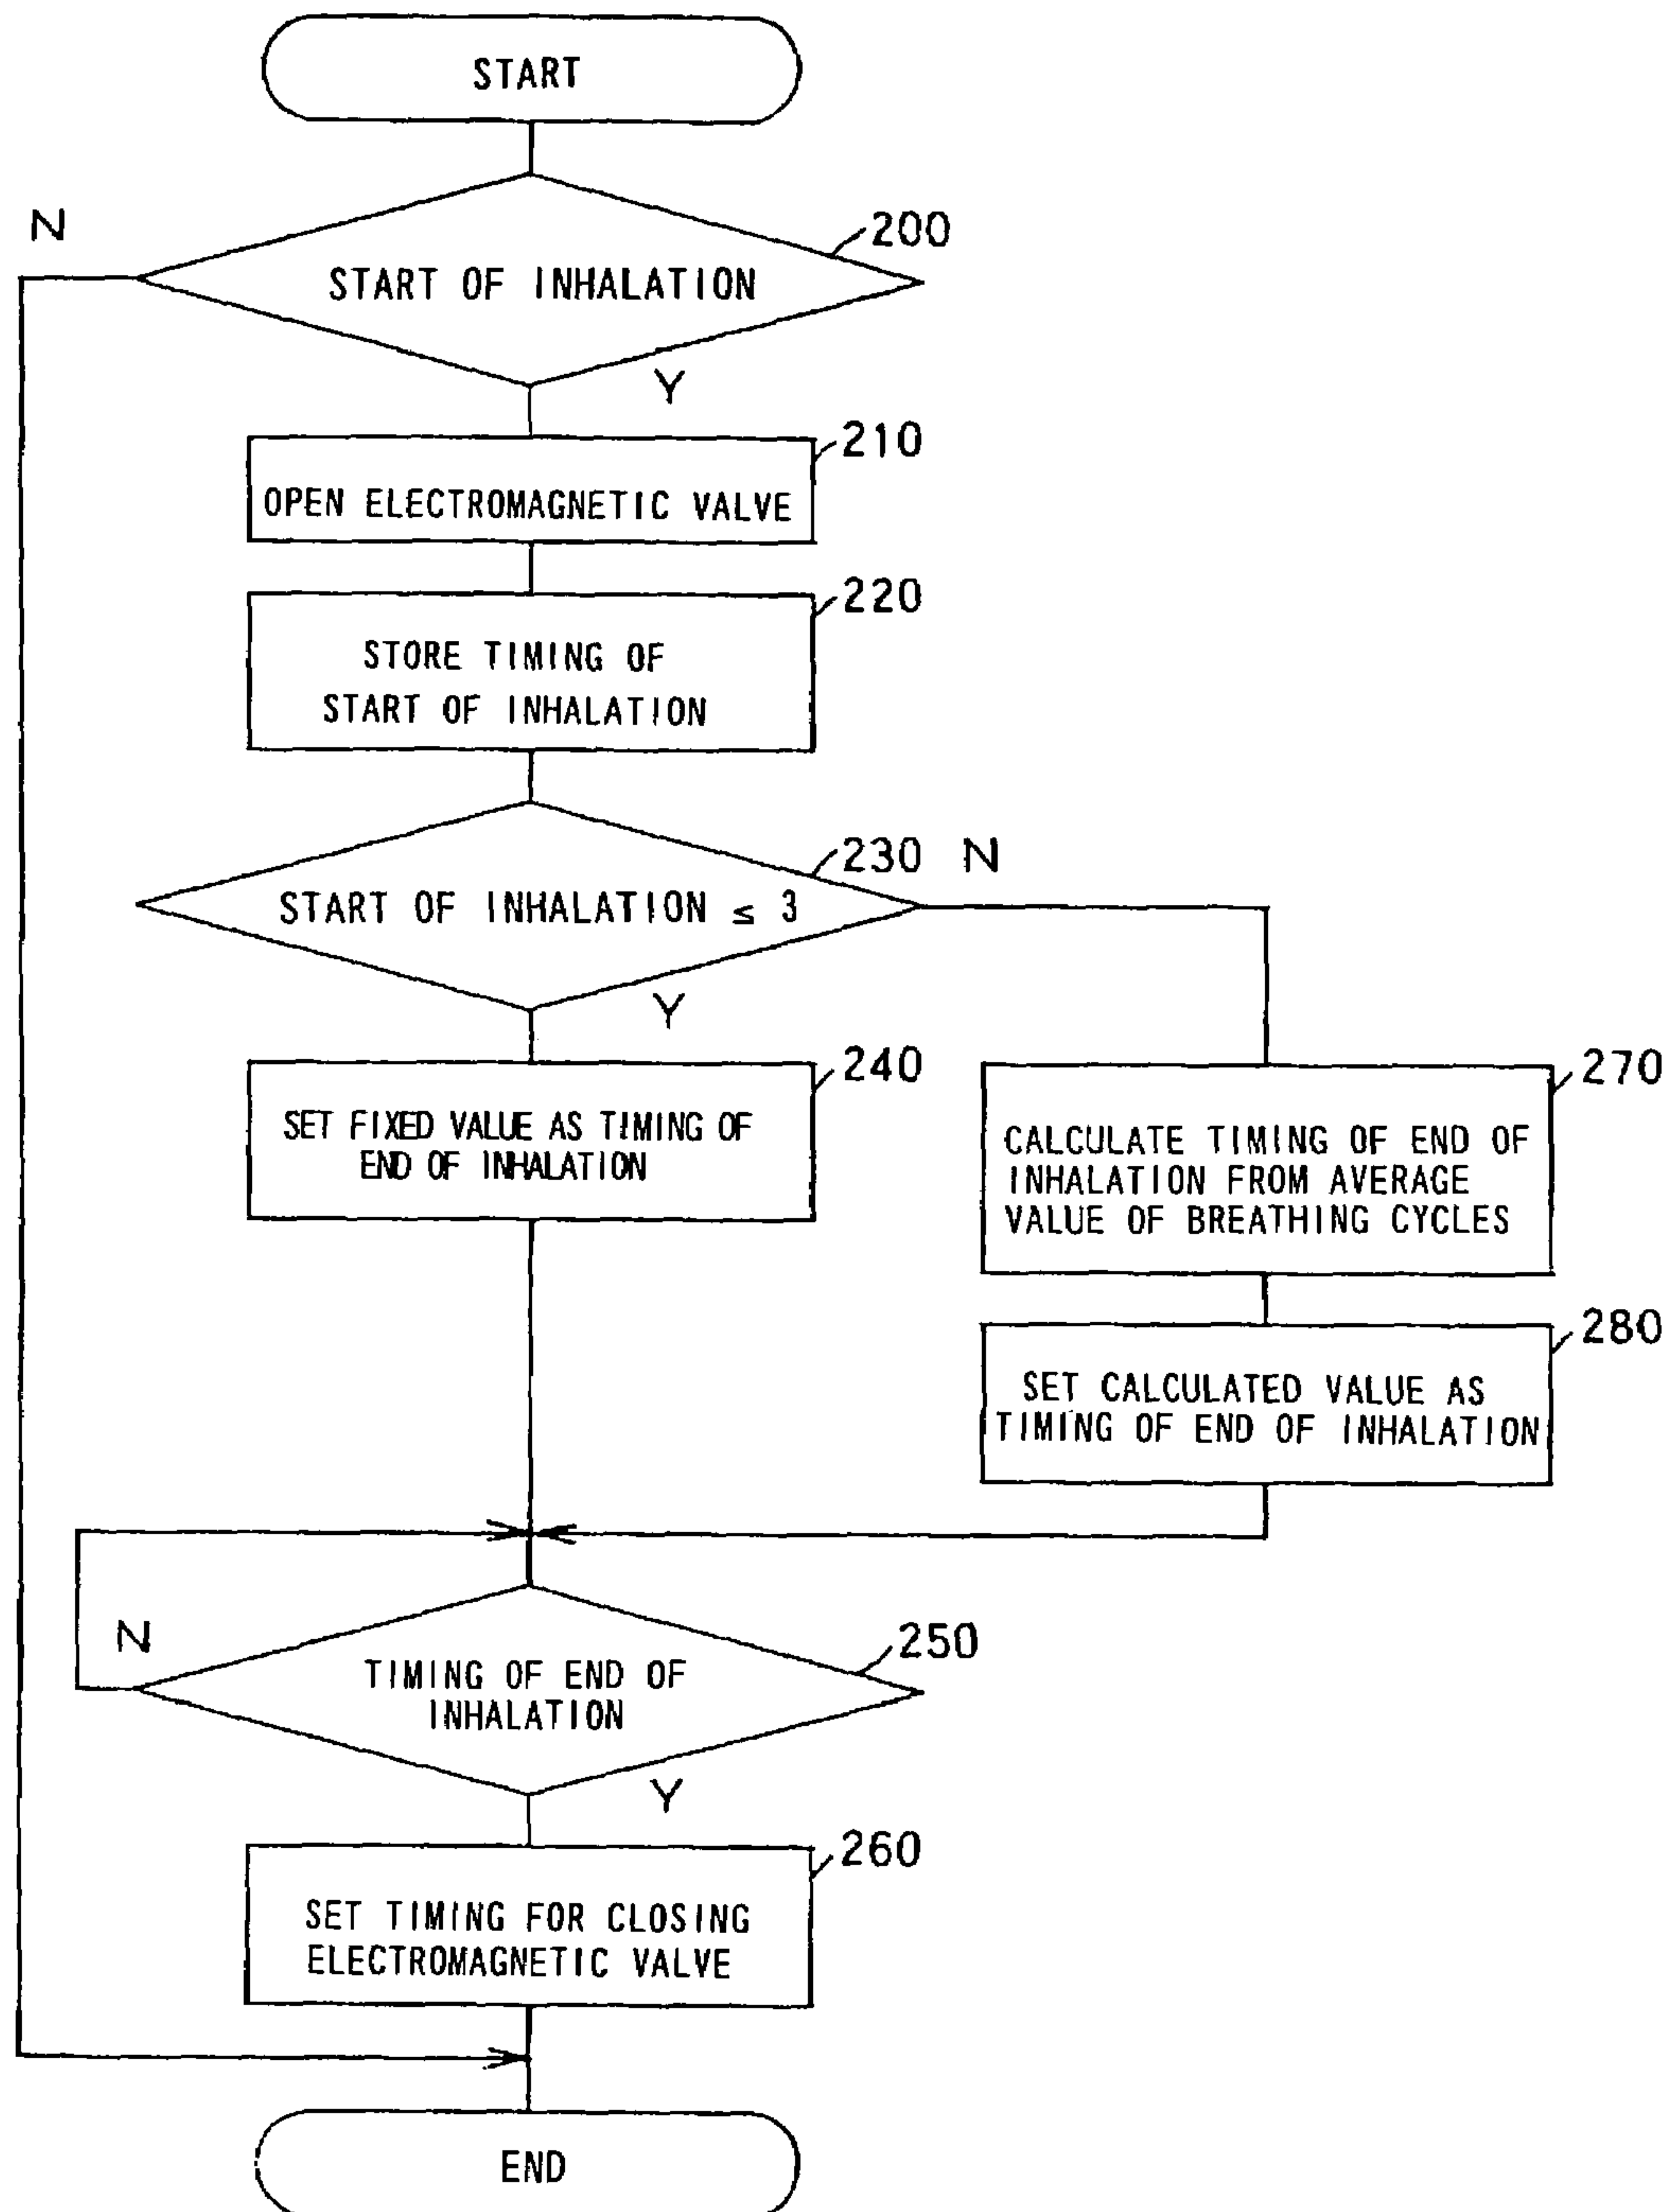 START
N
200
START OF INHALATION
Y
210
OPEN ELECTROMAGNETIC VALVE
220
STORE TIMING OF
START OF INHALATION
230 N
START OF INHALATION ≤ 3
Y
240
SET FIXED VALUE AS TIMING OF
END OF INHALATION
270
CALCULATE TIMING OF END OF
INHALATION FROM AVERAGE
VALUE OF BREATHING CYCLES
280
SET CALCULATED VALUE AS
TIMING OF END OF INHALATION
N
250
TIMING OF END OF
INHALATION
Y
260
SET TIMING FOR CLOSING
ELECTROMAGNETIC VALVE
END